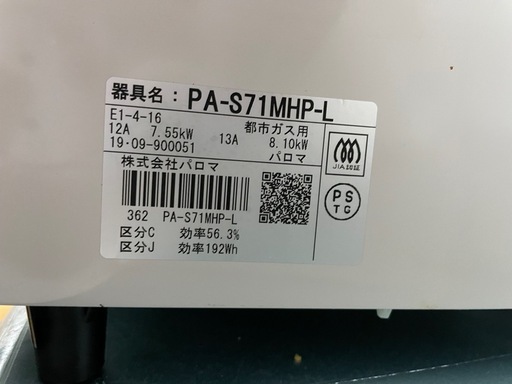 器具名：PA-S71MHP-L
E1-4-16 都市ガス用
12A 7.55kW 13A 8.10kW
19・09-900051 パロマ
株式会社パロマ
362 PA-S71MHP-L
区分C 効率56.3%
区分J 効率192Wh
JIA認証
PS
TG